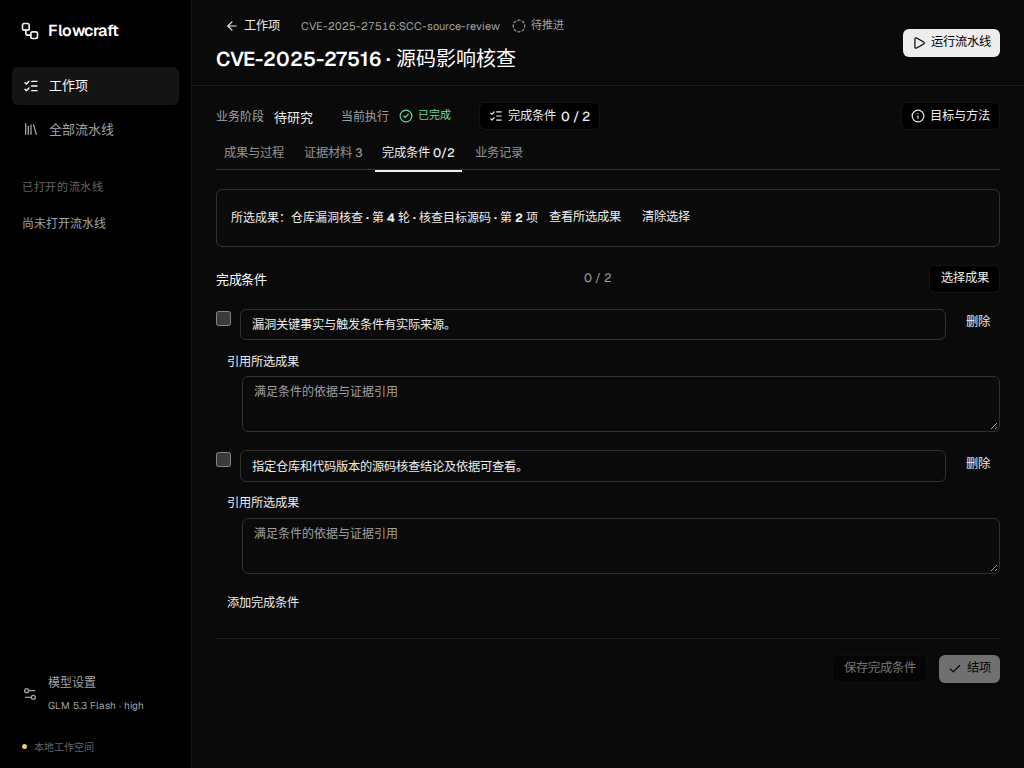 Flowcraft
工作项
全部流水线
已打开的流水线
尚未打开流水线
模型设置
GLM 5.3 Flash · high
本地工作空间
工作项 CVE-2025-27516:SCC-source-review 待推进
CVE-2025-27516 · 源码影响核查
运行流水线
业务阶段 待研究 当前执行 已完成 完成条件 0 / 2 目标与方法
成果与过程 证据材料 3 完成条件 0/2 业务记录
所选成果：仓库漏洞核查 · 第 4 轮 · 核查目标源码 · 第 2 项 查看所选成果 清除选择
完成条件 0 / 2 选择成果
漏洞关键事实与触发条件有实际来源。 删除
引用所选成果
满足条件的依据与证据引用
指定仓库和代码版本的源码核查结论及依据可查看。 删除
引用所选成果
满足条件的依据与证据引用
添加完成条件
保存完成条件 结项